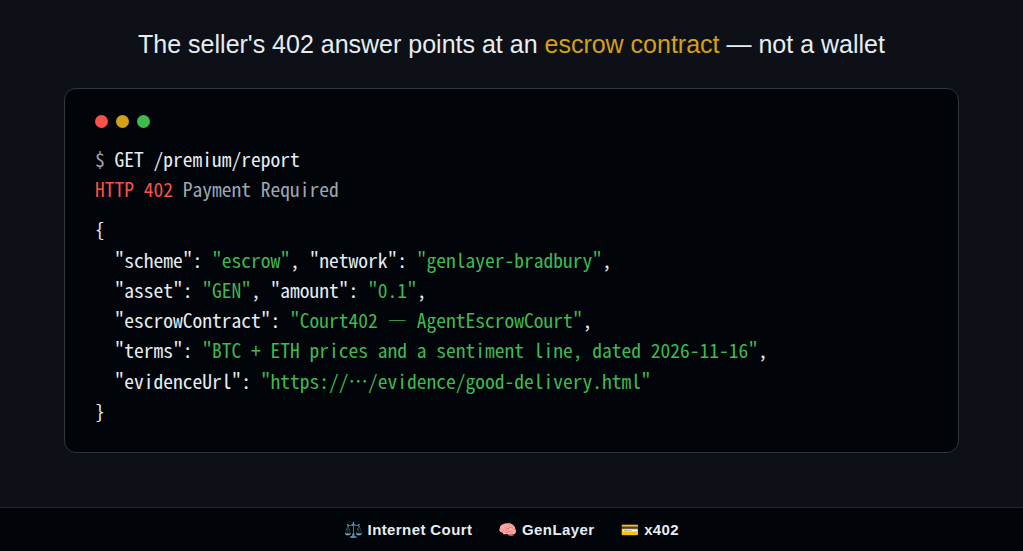 The seller's 402 answer points at an escrow contract — not a wallet
$ GET /premium/report
HTTP 402 Payment Required
{
"scheme": "escrow", "network": "genlayer-bradbury",
"asset": "GEN", "amount": "0.1",
"escrowContract": "Court402 — AgentEscrowCourt",
"terms": "BTC + ETH prices and a sentiment line, dated 2026-11-16",
"evidenceUrl": "https://⋯/evidence/good-delivery.html"
}
⚖️ Internet Court 🧠 GenLayer 💳 x402